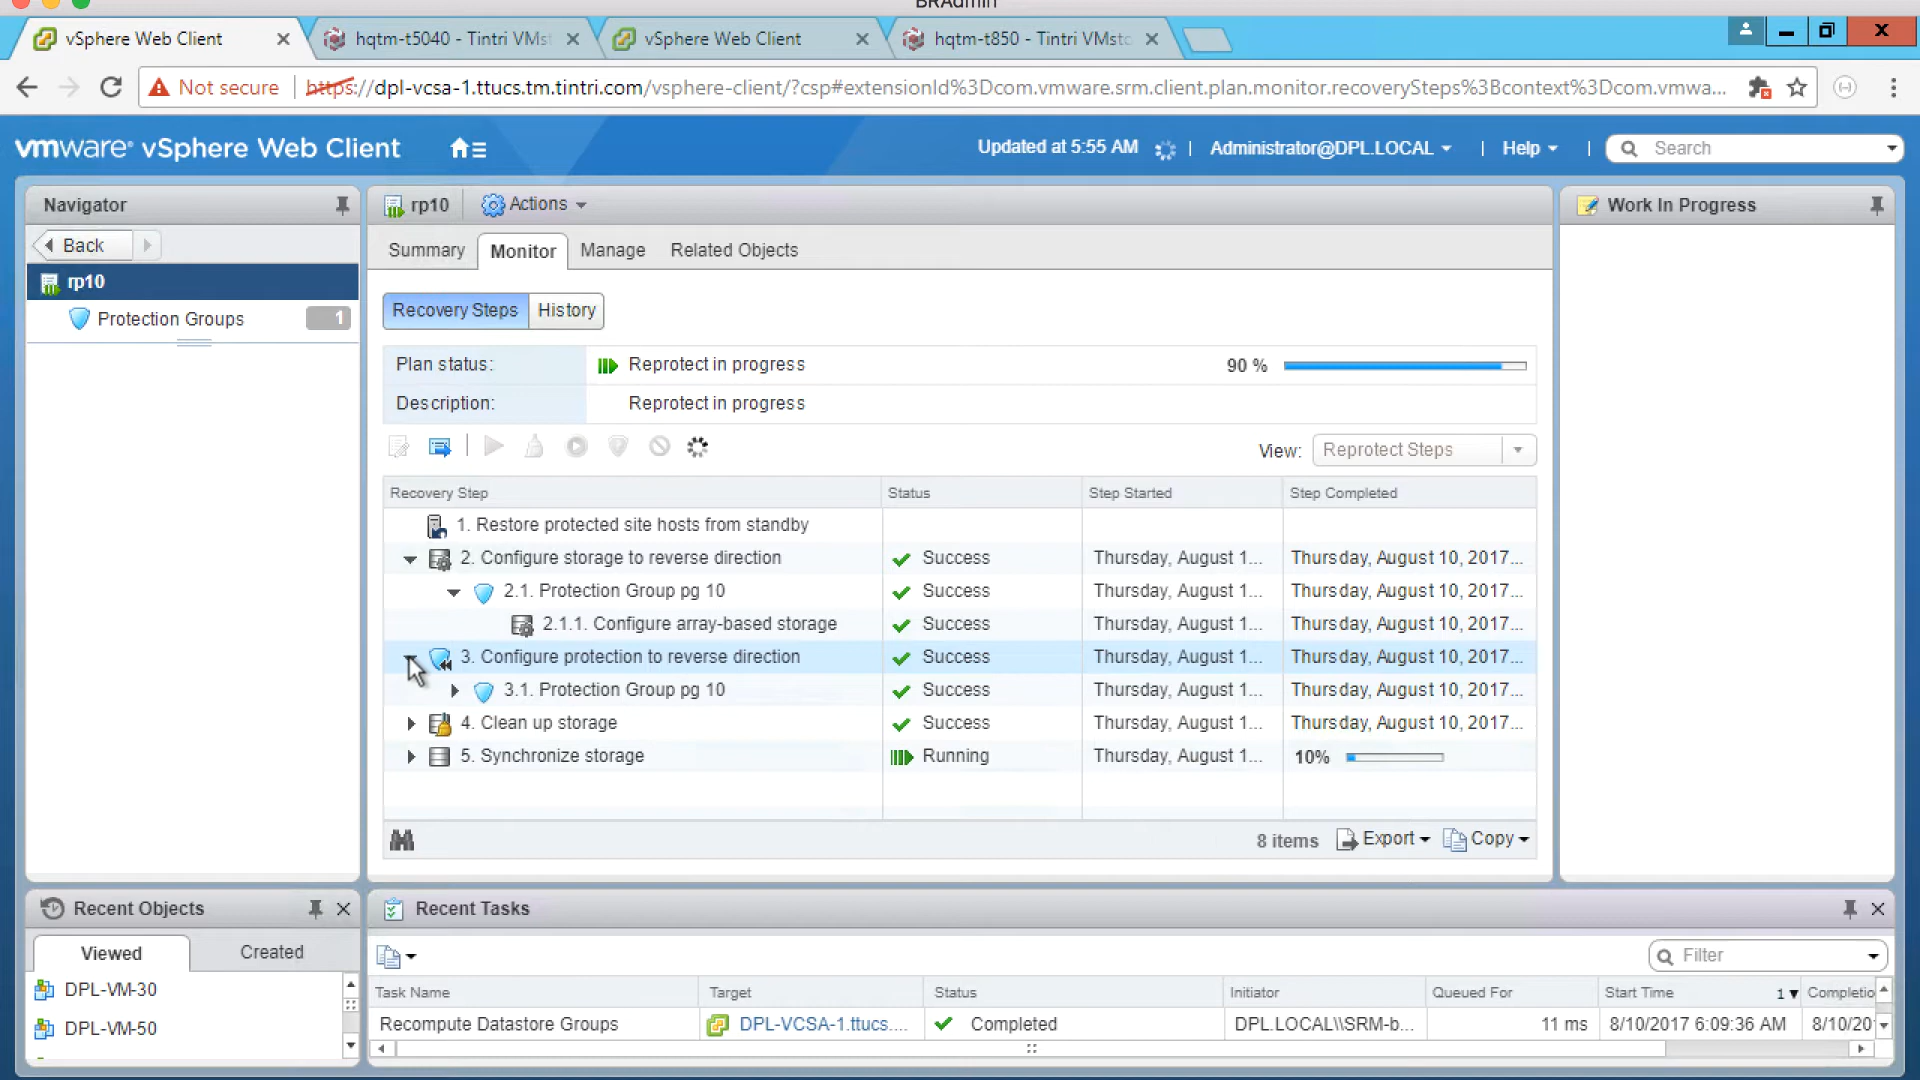 BRAdmin
vSphere Web Client
hqtm-t5040 - Tintri VMst
vSphere Web Client
hqtm-t850 - Tintri VMstc
Not secure https://dpl-vcsa-1.ttucs.tm.tintri.com/vsphere-client/?csp#extensionId%3Dcom.vmware.srm.client.plan.monitor.recoverySteps%3Bcontext%3Dcom.vmwa...
vmware® vSphere Web Client
Updated at 5:55 AM
Administrator@DPL.LOCAL
Help
Search
Navigator
rp10
Actions
Work In Progress
Back
Summary Monitor Manage Related Objects
rp10
Protection Groups 1
Recovery Steps History
Plan status: Reprotect in progress 90 %
Description: Reprotect in progress
View: Reprotect Steps
Recovery Step Status Step Started Step Completed
1. Restore protected site hosts from standby
2. Configure storage to reverse direction Success Thursday, August 1... Thursday, August 10, 2017...
2.1. Protection Group pg 10 Success Thursday, August 1... Thursday, August 10, 2017...
2.1.1. Configure array-based storage Success Thursday, August 1... Thursday, August 10, 2017...
3. Configure protection to reverse direction Success Thursday, August 1... Thursday, August 10, 2017...
3.1. Protection Group pg 10 Success Thursday, August 1... Thursday, August 10, 2017...
4. Clean up storage Success Thursday, August 1... Thursday, August 10, 2017...
5. Synchronize storage Running Thursday, August 1... 10%
8 items Export Copy
Recent Objects
Viewed Created
DPL-VM-30
DPL-VM-50
Recent Tasks
Filter
Task Name Target Status Initiator Queued For Start Time 1 Completio
Recompute Datastore Groups DPL-VCSA-1.ttucs.... Completed DPL.LOCAL\\SRM-b... 11 ms 8/10/2017 6:09:36 AM 8/10/20